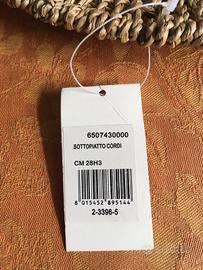 6507430000
SOTTOPIATTO CORDI
CM 28H3
8 015452 895144
2-3396-5